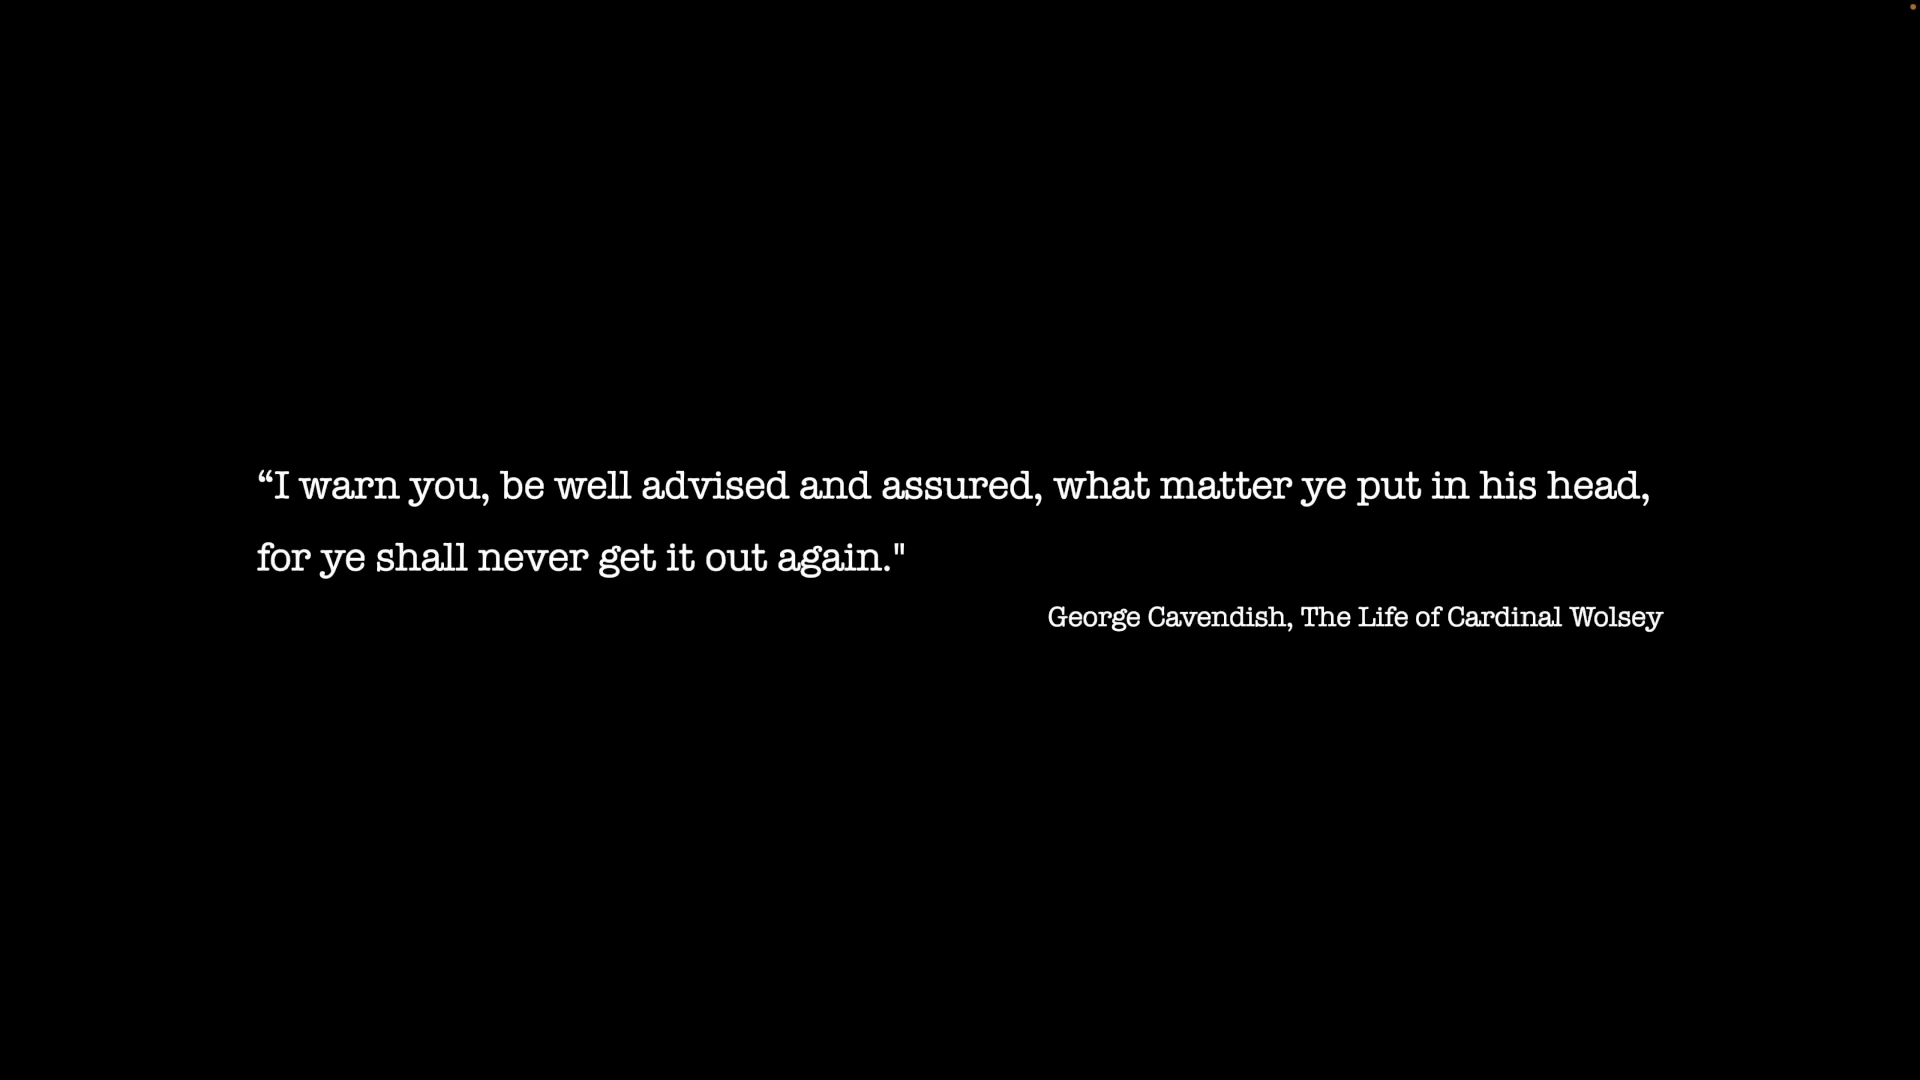 “I warn you, be well advised and assured, what matter ye put in his head,
for ye shall never get it out again."
George Cavendish, The Life of Cardinal Wolsey